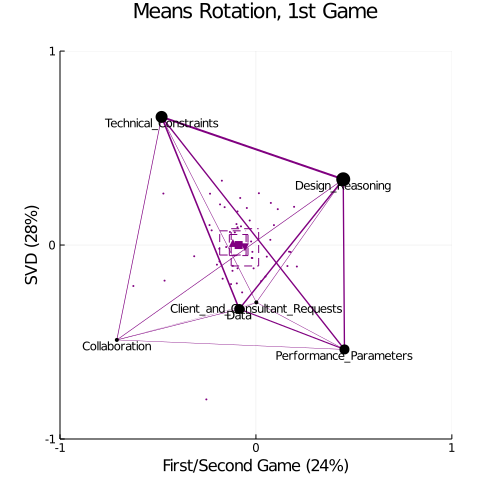 Means Rotation, 1st Game
1
Technical_Constraints
Design_Reasoning
SVD (28%)
0
Client_and_Consultant_Requests
Data
Collaboration
Performance_Parameters
-1
-1
0
1
First/Second Game (24%)